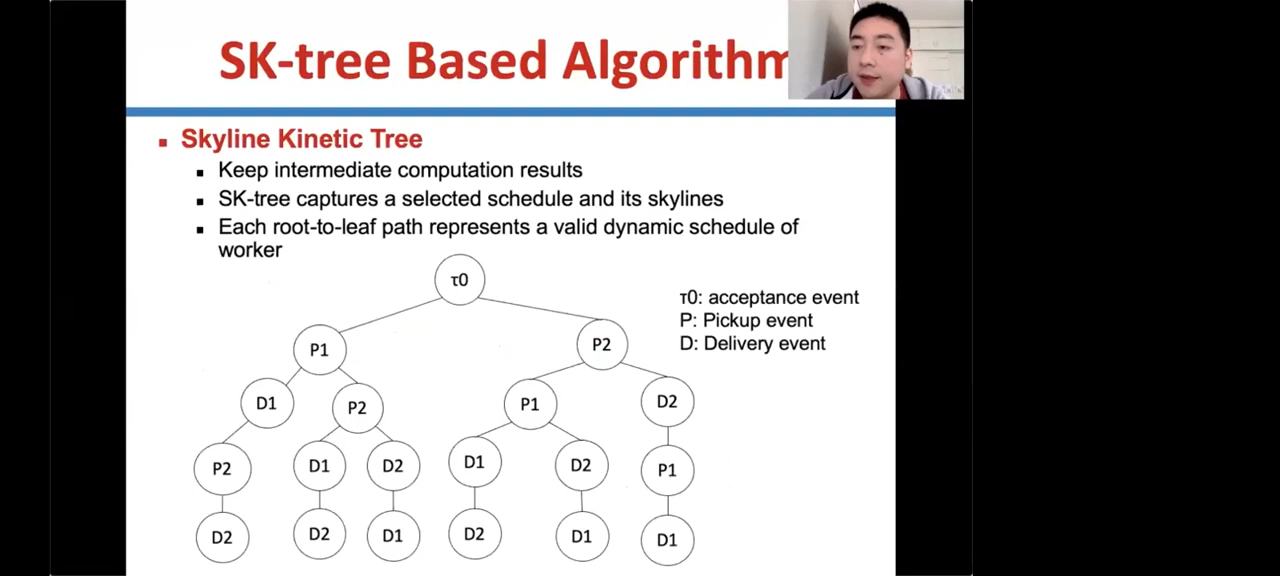 SK-tree Based Algorithm
Skyline Kinetic Tree
Keep intermediate computation results
SK-tree captures a selected schedule and its skylines
Each root-to-leaf path represents a valid dynamic schedule of
worker
τ0
τ0: acceptance event
P: Pickup event
D: Delivery event
P1
P2
D1
P2
P1
D2
P2
D1
D2
D1
D2
P1
D2
D2
D1
D2
D1
D1